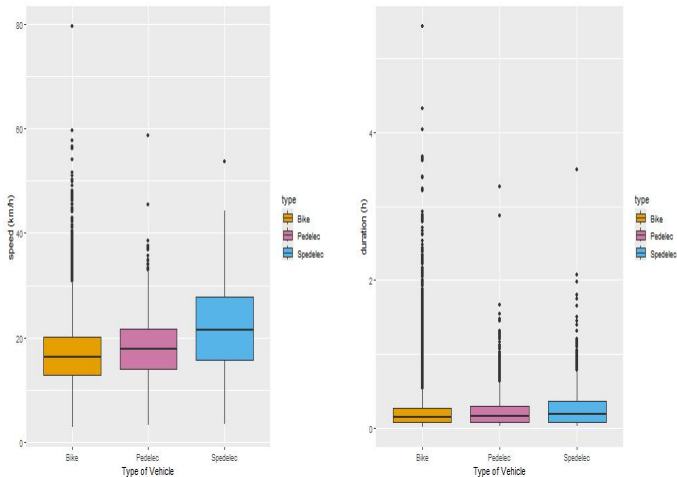 80
60
40
20
0
speed (km/h)
Bike
Pedelec
Spedelec
Type of Vehicle
type
Bike
Pedelec
Spedelec
4
2
0
duration (h)
Bike
Pedelec
Spedelec
Type of Vehicle
type
Bike
Pedelec
Spedelec